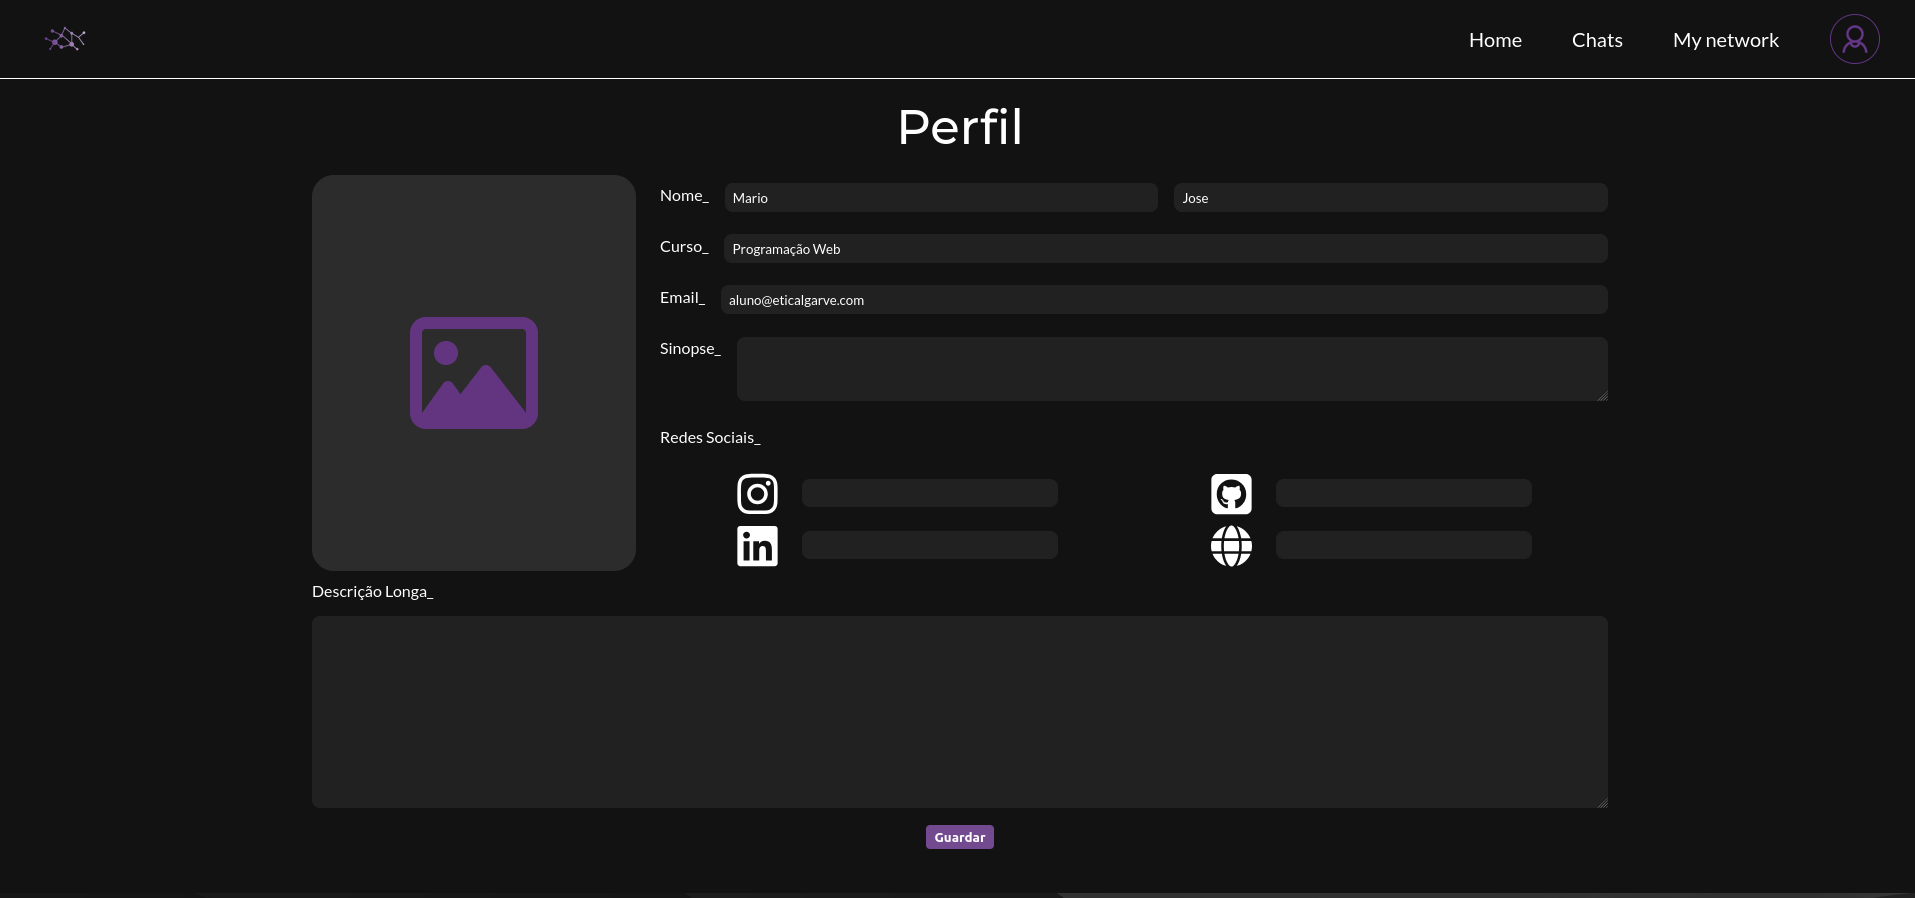 Home Chats My network
Perfil
Nome_ Mario Jose
Curso_ Programação Web
Email_ aluno@eticalgarve.com
Sinopse_
Redes Sociais_
in
Descrição Longa_
Guardar